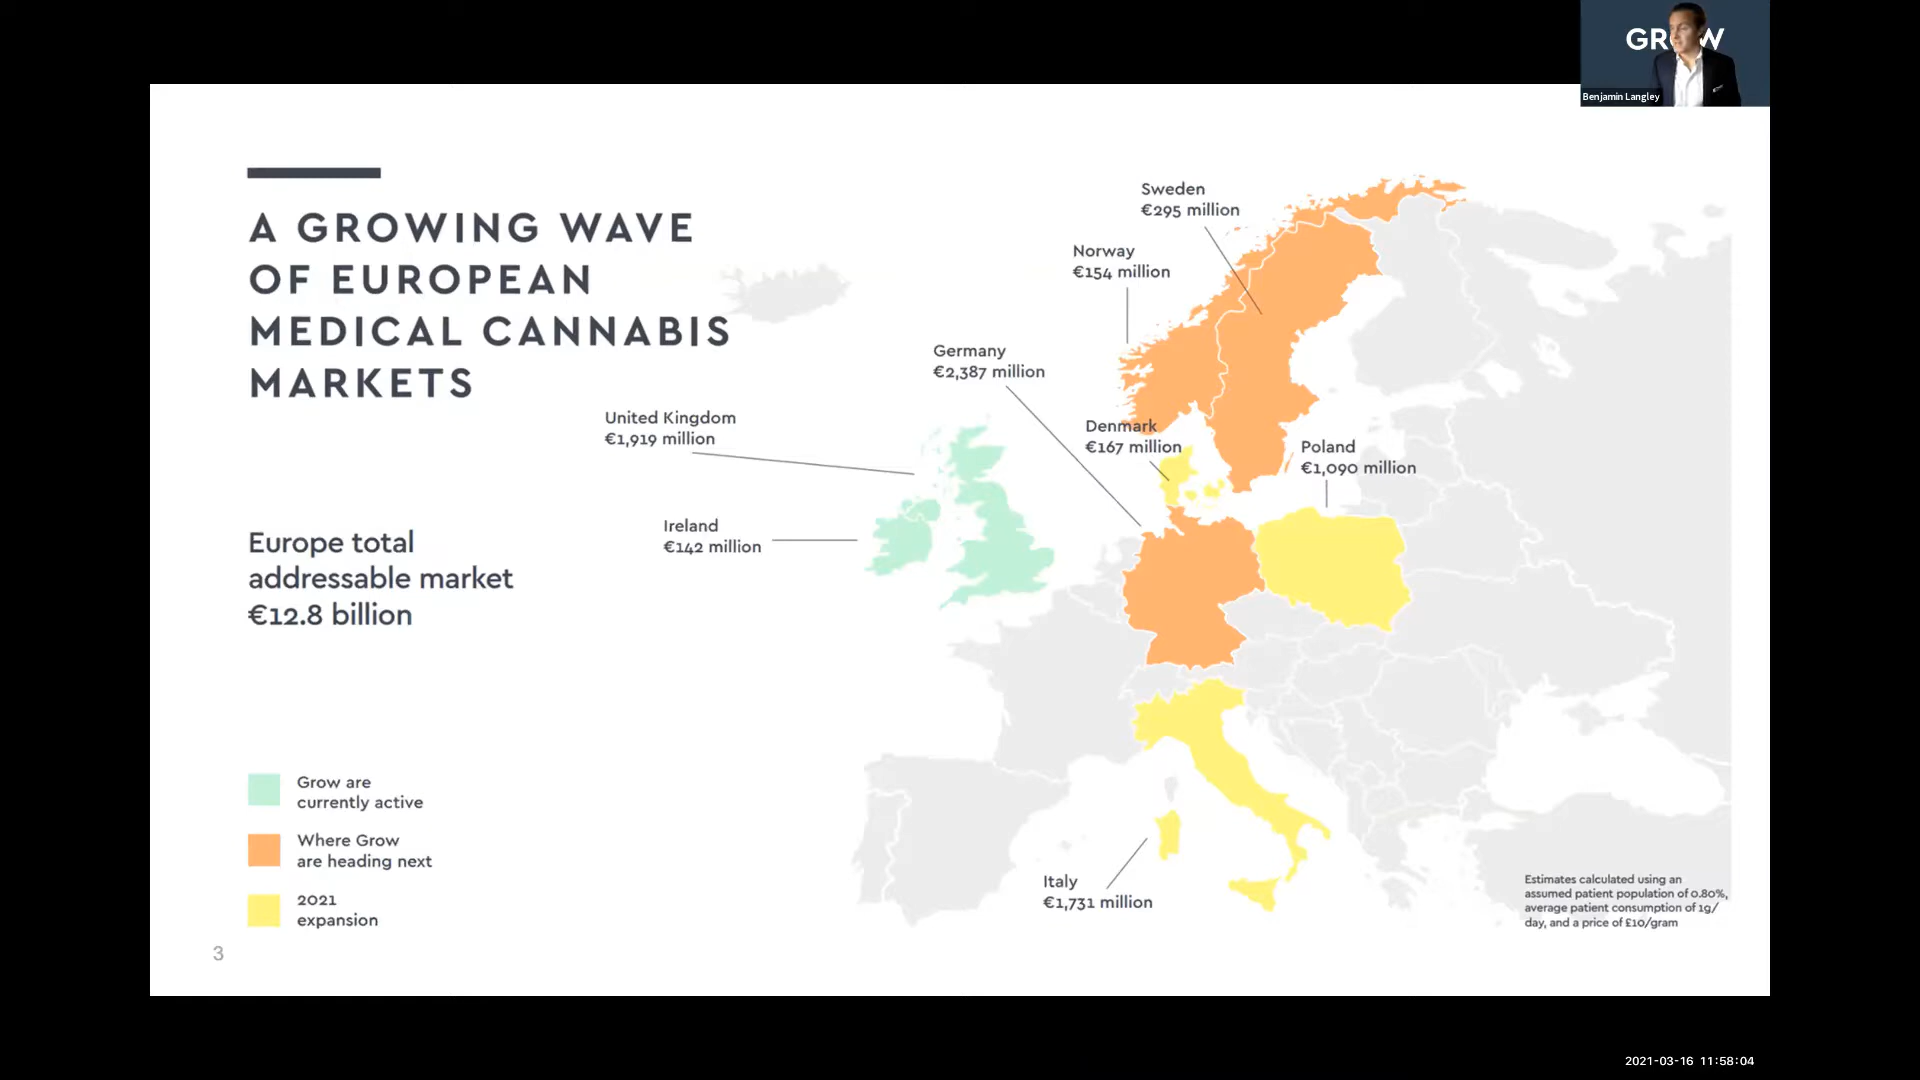 GROW
Benjamin Langley
A GROWING WAVE
OF EUROPEAN
MEDICAL CANNABIS
MARKETS
Europe total
addressable market
€12.8 billion
Sweden
€295 million
Norway
€154 million
Germany
€2,387 million
United Kingdom
€1,919 million
Denmark
€167 million
Poland
€1,090 million
Ireland
€142 million
Italy
€1,731 million
Grow are
currently active
Where Grow
are heading next
2021
expansion
Estimates calculated using an
assumed patient population of 0.80%,
average patient consumption of 1g/
day, and a price of £10/gram
3
2021-03-16 11:58:04